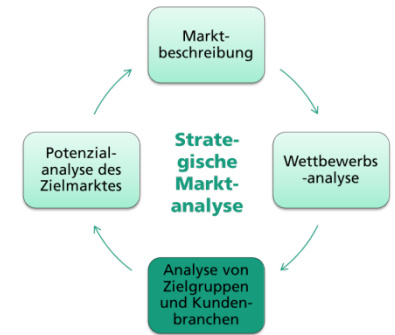 Markt-
beschreibung
Strate-
gische
Markt-
analyse
Potenzial-
analyse des
Zielmarktes
Wettbewerbs
-analyse
Analyse von
Zielgruppen
und Kunden-
branchen